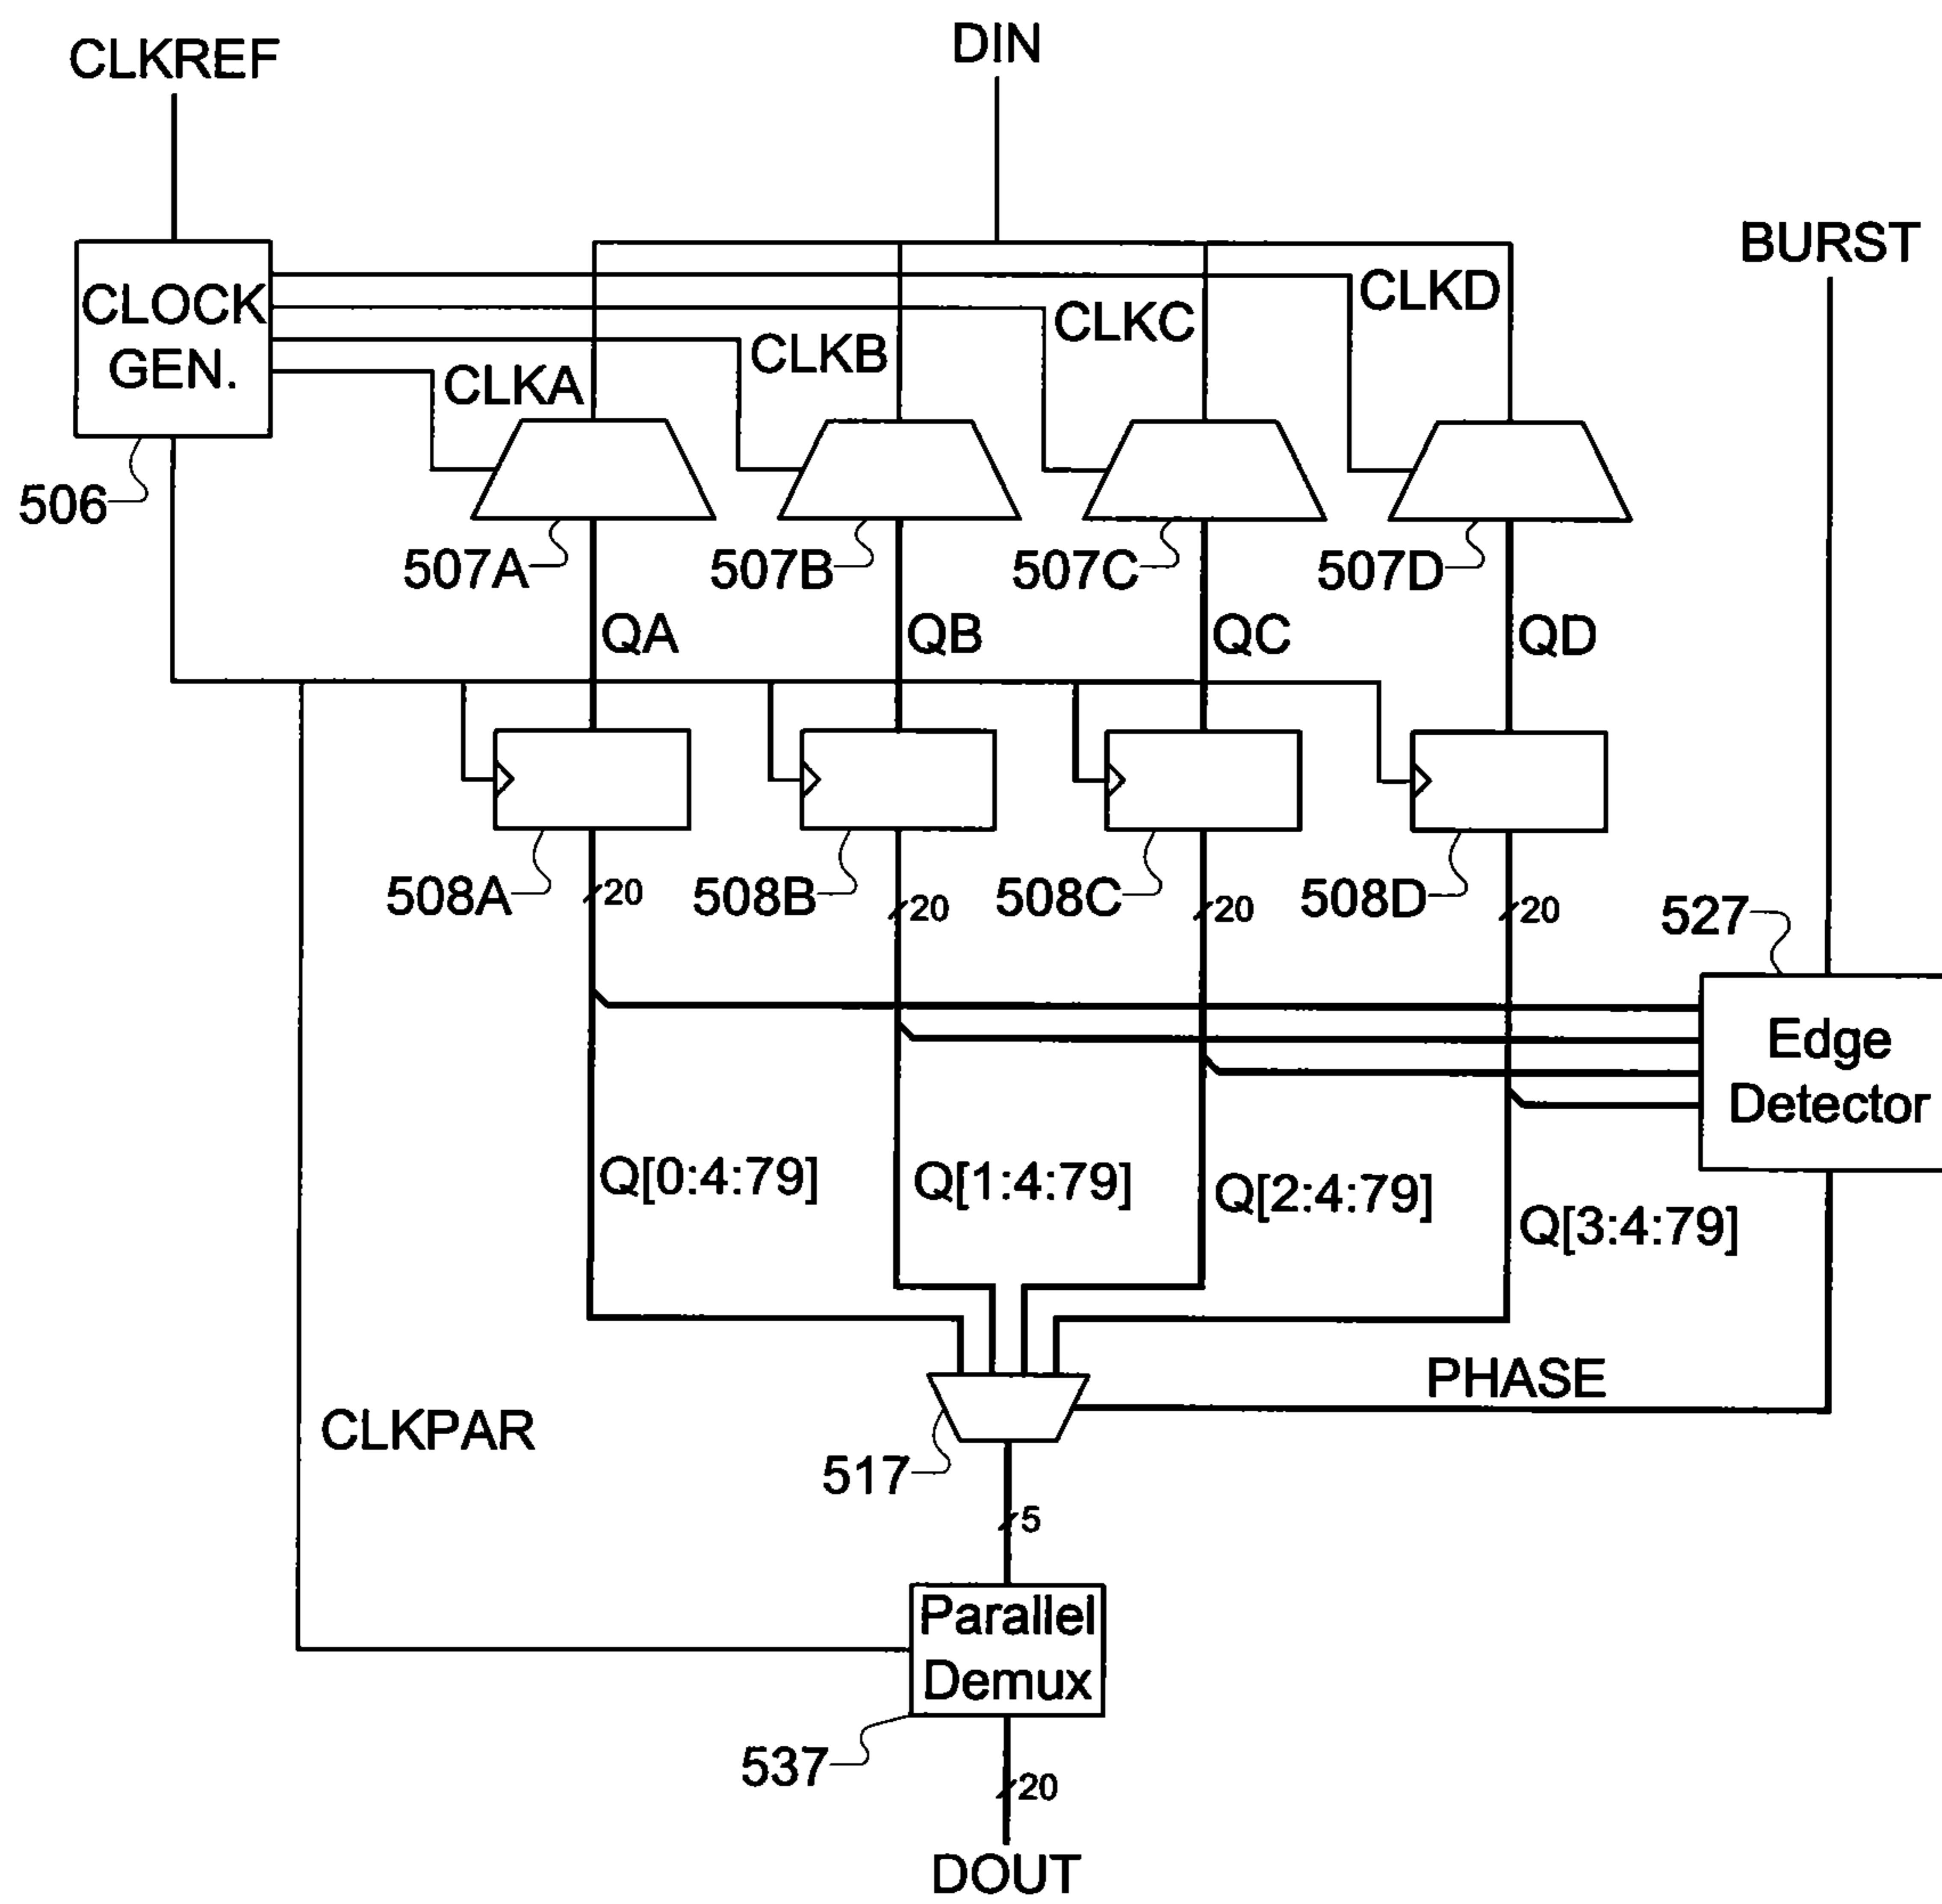 CLKREF
DIN
BURST
CLOCK
GEN.
CLKA
CLKB
CLKC
CLKD
506
507A
507B
507C
507D
QA
QB
QC
QD
508A
20
508B
20
508C
20
508D
20
527
Edge
Detector
Q[0:4:79]
Q[1:4:79]
Q[2:4:79]
Q[3:4:79]
PHASE
CLKPAR
517
5
Parallel
Demux
537
20
DOUT